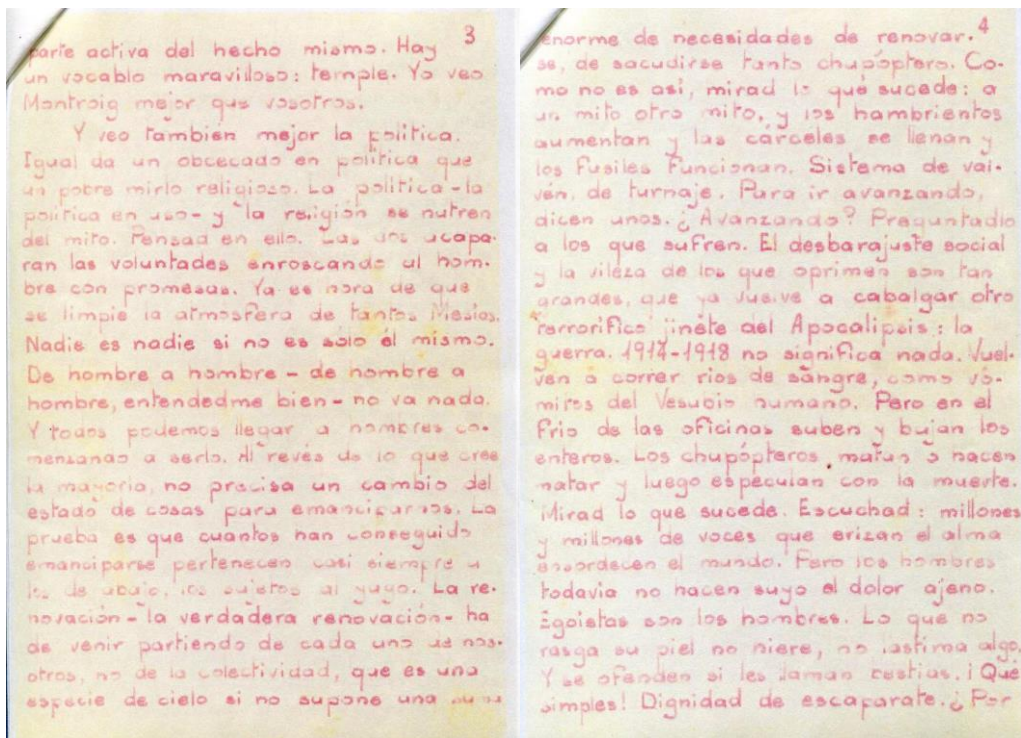 3
parte activa del hecho mismo. Hay
un vocablo maravilloso: temple. Yo veo
Montroig mejor que vosotros.
Y veo tambien mejor la politica.
Igual da un obcecado en politica que
un pobre mirlo religioso. La politica - la
politica en uso - y la religión se nutren
del mito. Pensad en ello. Las dos acapa-
ran las voluntades enroscando al hom-
bre con promesas. Ya es hora de que
se limpie la atmosfera de tantos Mesias.
Nadie es nadie si no es sólo él mismo.
De hombre a hombre - de hombre a
hombre, entendedme bien - no va nada.
Y todos podemos llegar a hombres co-
menzando a serlo. Al revés de lo que cree
la mayoria, no precisa un cambio del
estado de cosas para emanciparnos. La
prueba es que cuantos han conseguido
emanciparse pertenecen casi siempre a
los de abajo, los sujetos al yugo. La re-
novación - la verdadera renovación - ha
de venir partiendo de cada uno de nos-
otros, no de la colectividad, que es una
especie de cielo si no supone una suma
4
enorme de necesidades de renovar-
se, de sacudirse tanto chupóptero. Co-
mo no es asi, mirad lo que sucede: a
un mito otro mito, y los hambrientos
aumentan y las cárceles se llenan y
los fusiles funcionan. Sistema de vai-
vén, de turnaje. Para ir avanzando,
dicen unos. ¿Avanzando? Preguntadlo
a los que sufren. El desbarajuste social
y la vileza de los que oprimen son tan
grandes, que ya vuelve a cabalgar otro
terrorifico jinete del Apocalipsis: la
guerra. 1914-1918 no significa nada. Vuel-
ven a correr rios de sangre, como vó-
mitos del Vesubio humano. Pero en el
frio de las oficinas suben y bajan los
enteros. Los chupópteros matan o hacen
matar y luego especulan con la muerte.
Mirad lo que sucede. Escuchad: millones
y millones de voces que erizan el alma
ensordecen el mundo. Pero los hombres
todavia no hacen suyo el dolor ajeno.
Egoistas son los hombres. Lo que no
rasga su piel no hiere, no lastima algo.
Y se ofenden si les llaman bestias. ¡Qué
simples! Dignidad de escaparate. ¿Por